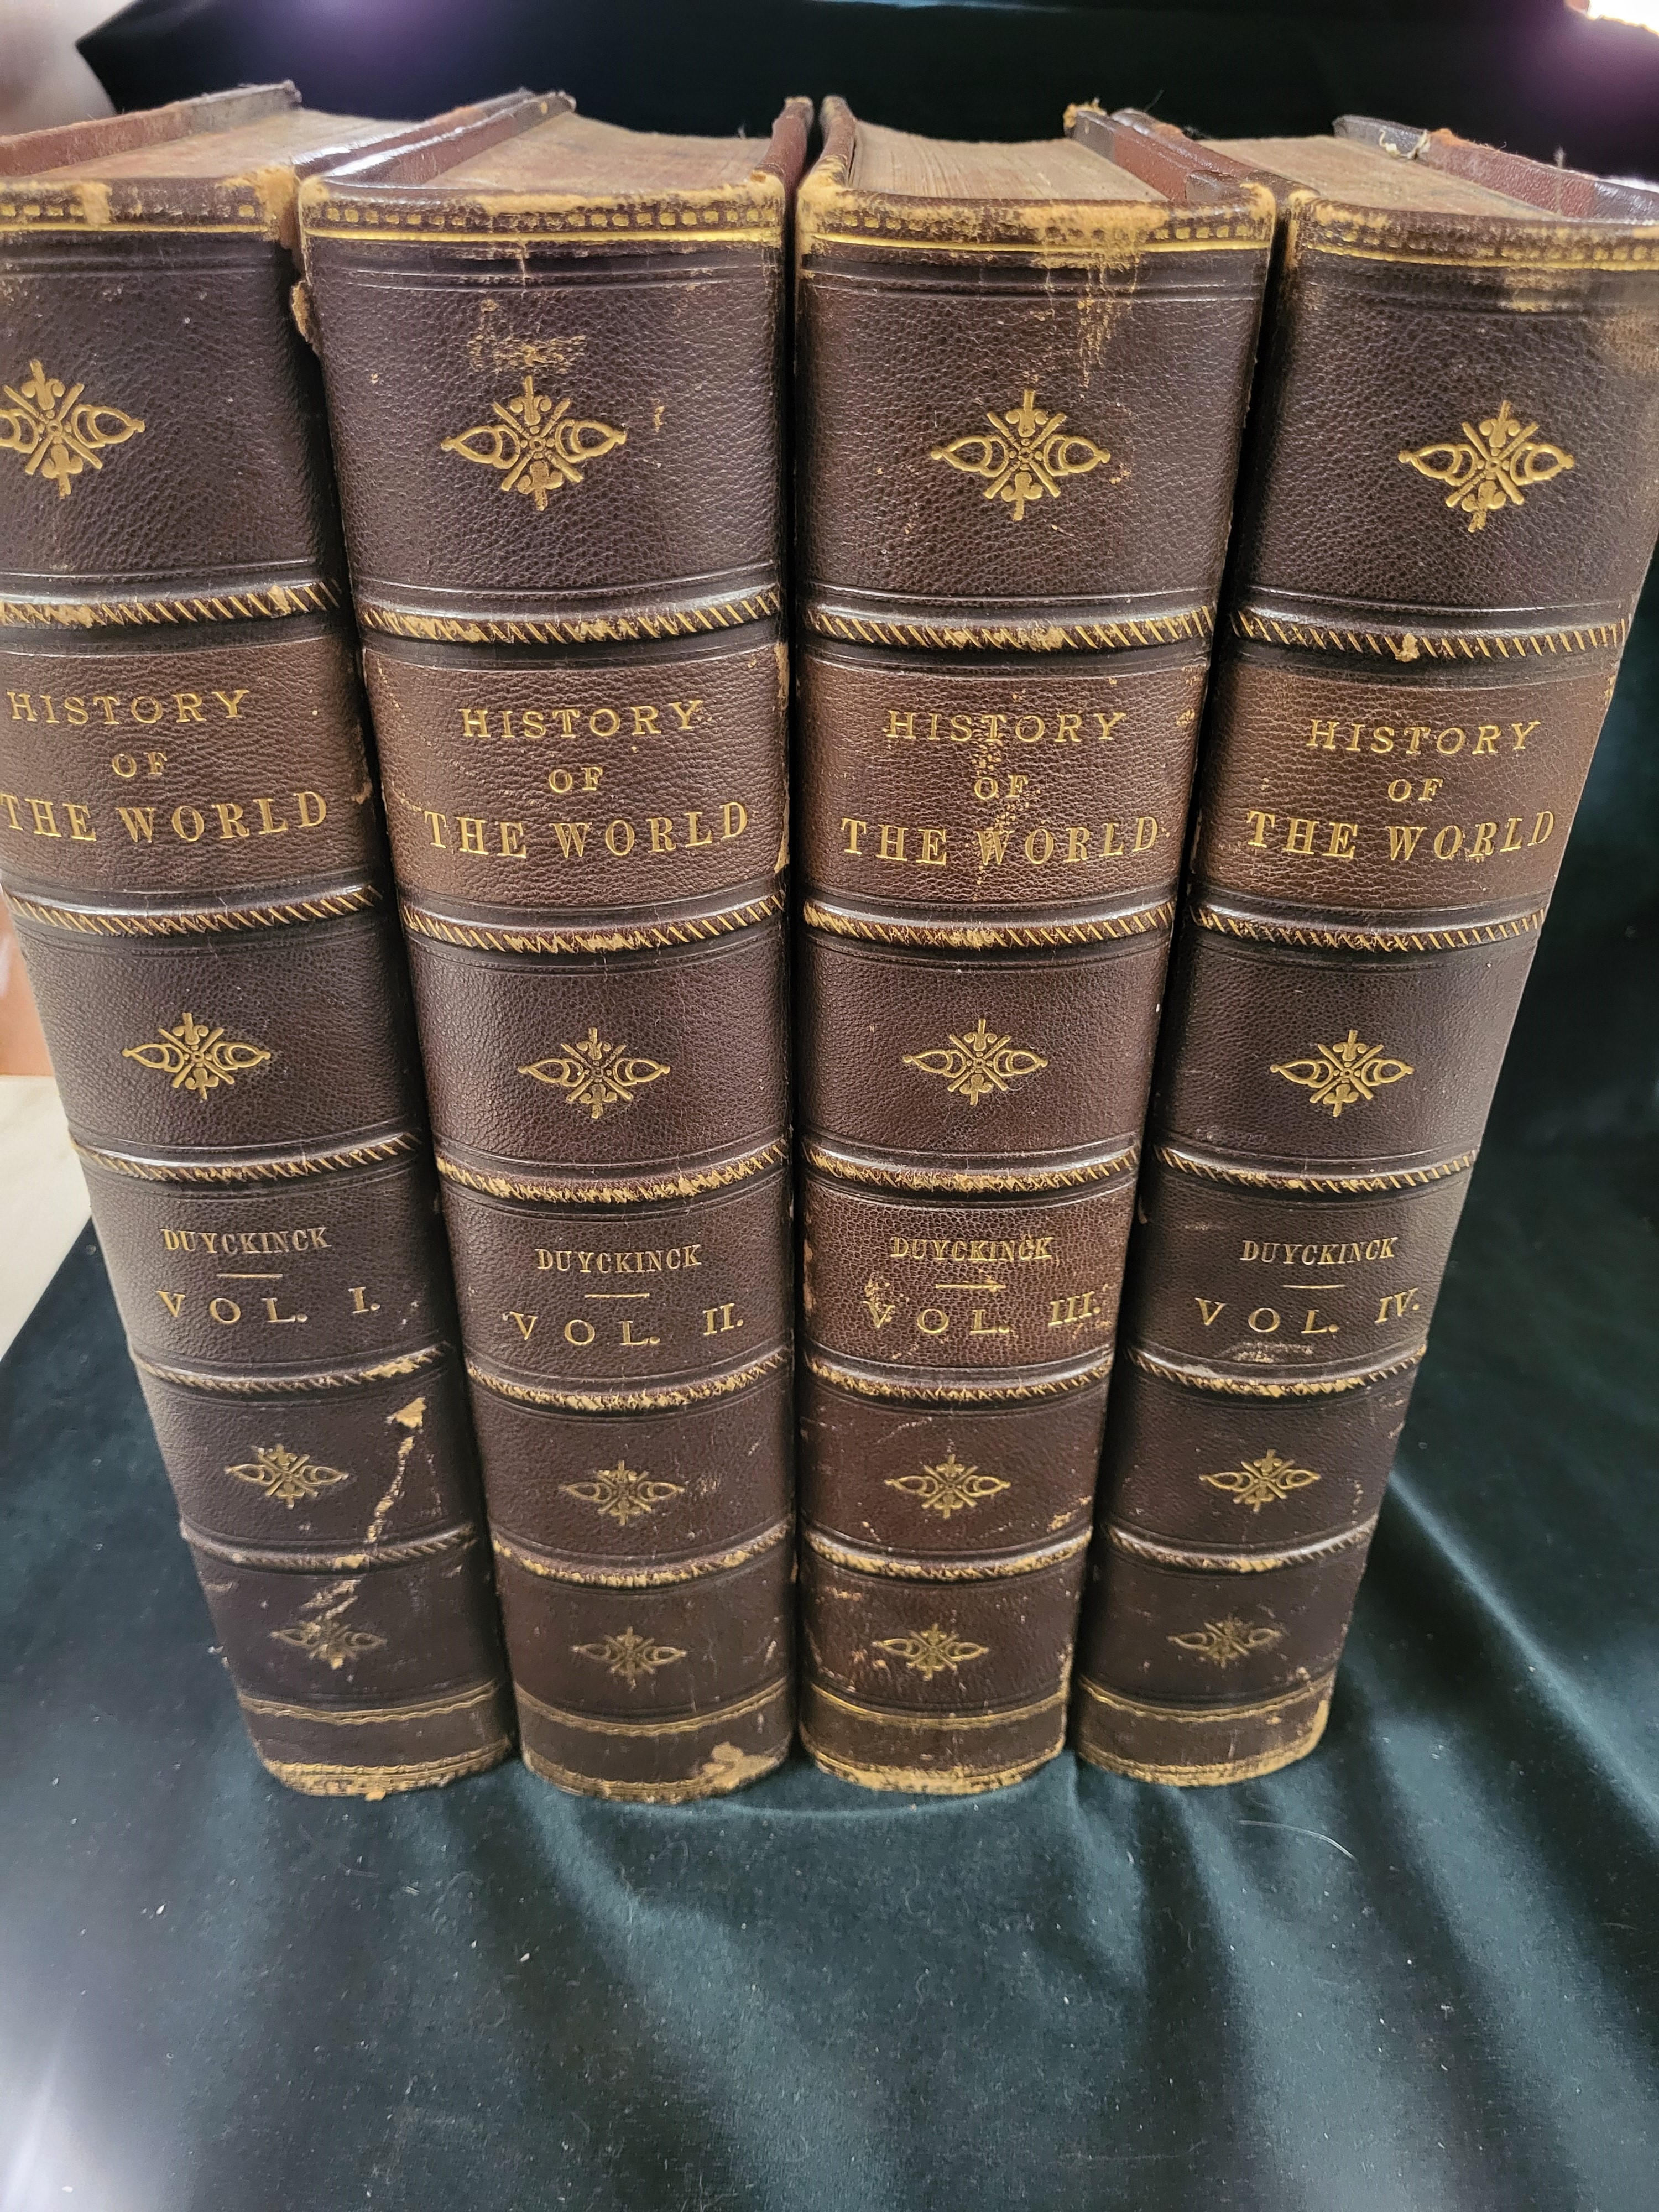 HISTORY
OF
THE WORLD
DUYCKINCK
VOL. I.
HISTORY
OF
THE WORLD
DUYCKINCK
VOL. II.
HISTORY
OF
THE WORLD
DUYCKINCK
VOL. III.
HISTORY
OF
THE WORLD
DUYCKINCK
VOL. IV.